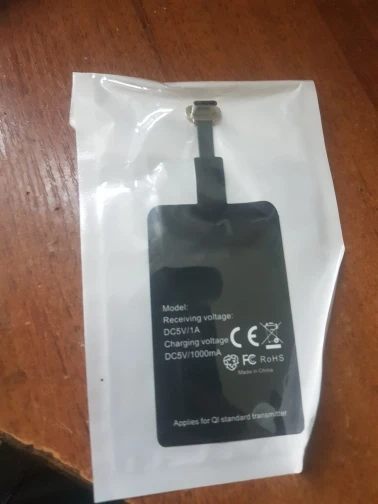 Model:
Receiving voltage:
DC5V/1A
Charging voltage
DC5V/1000mA
CE
FC RoHS
Made in China
Applies for QI standard transmitter